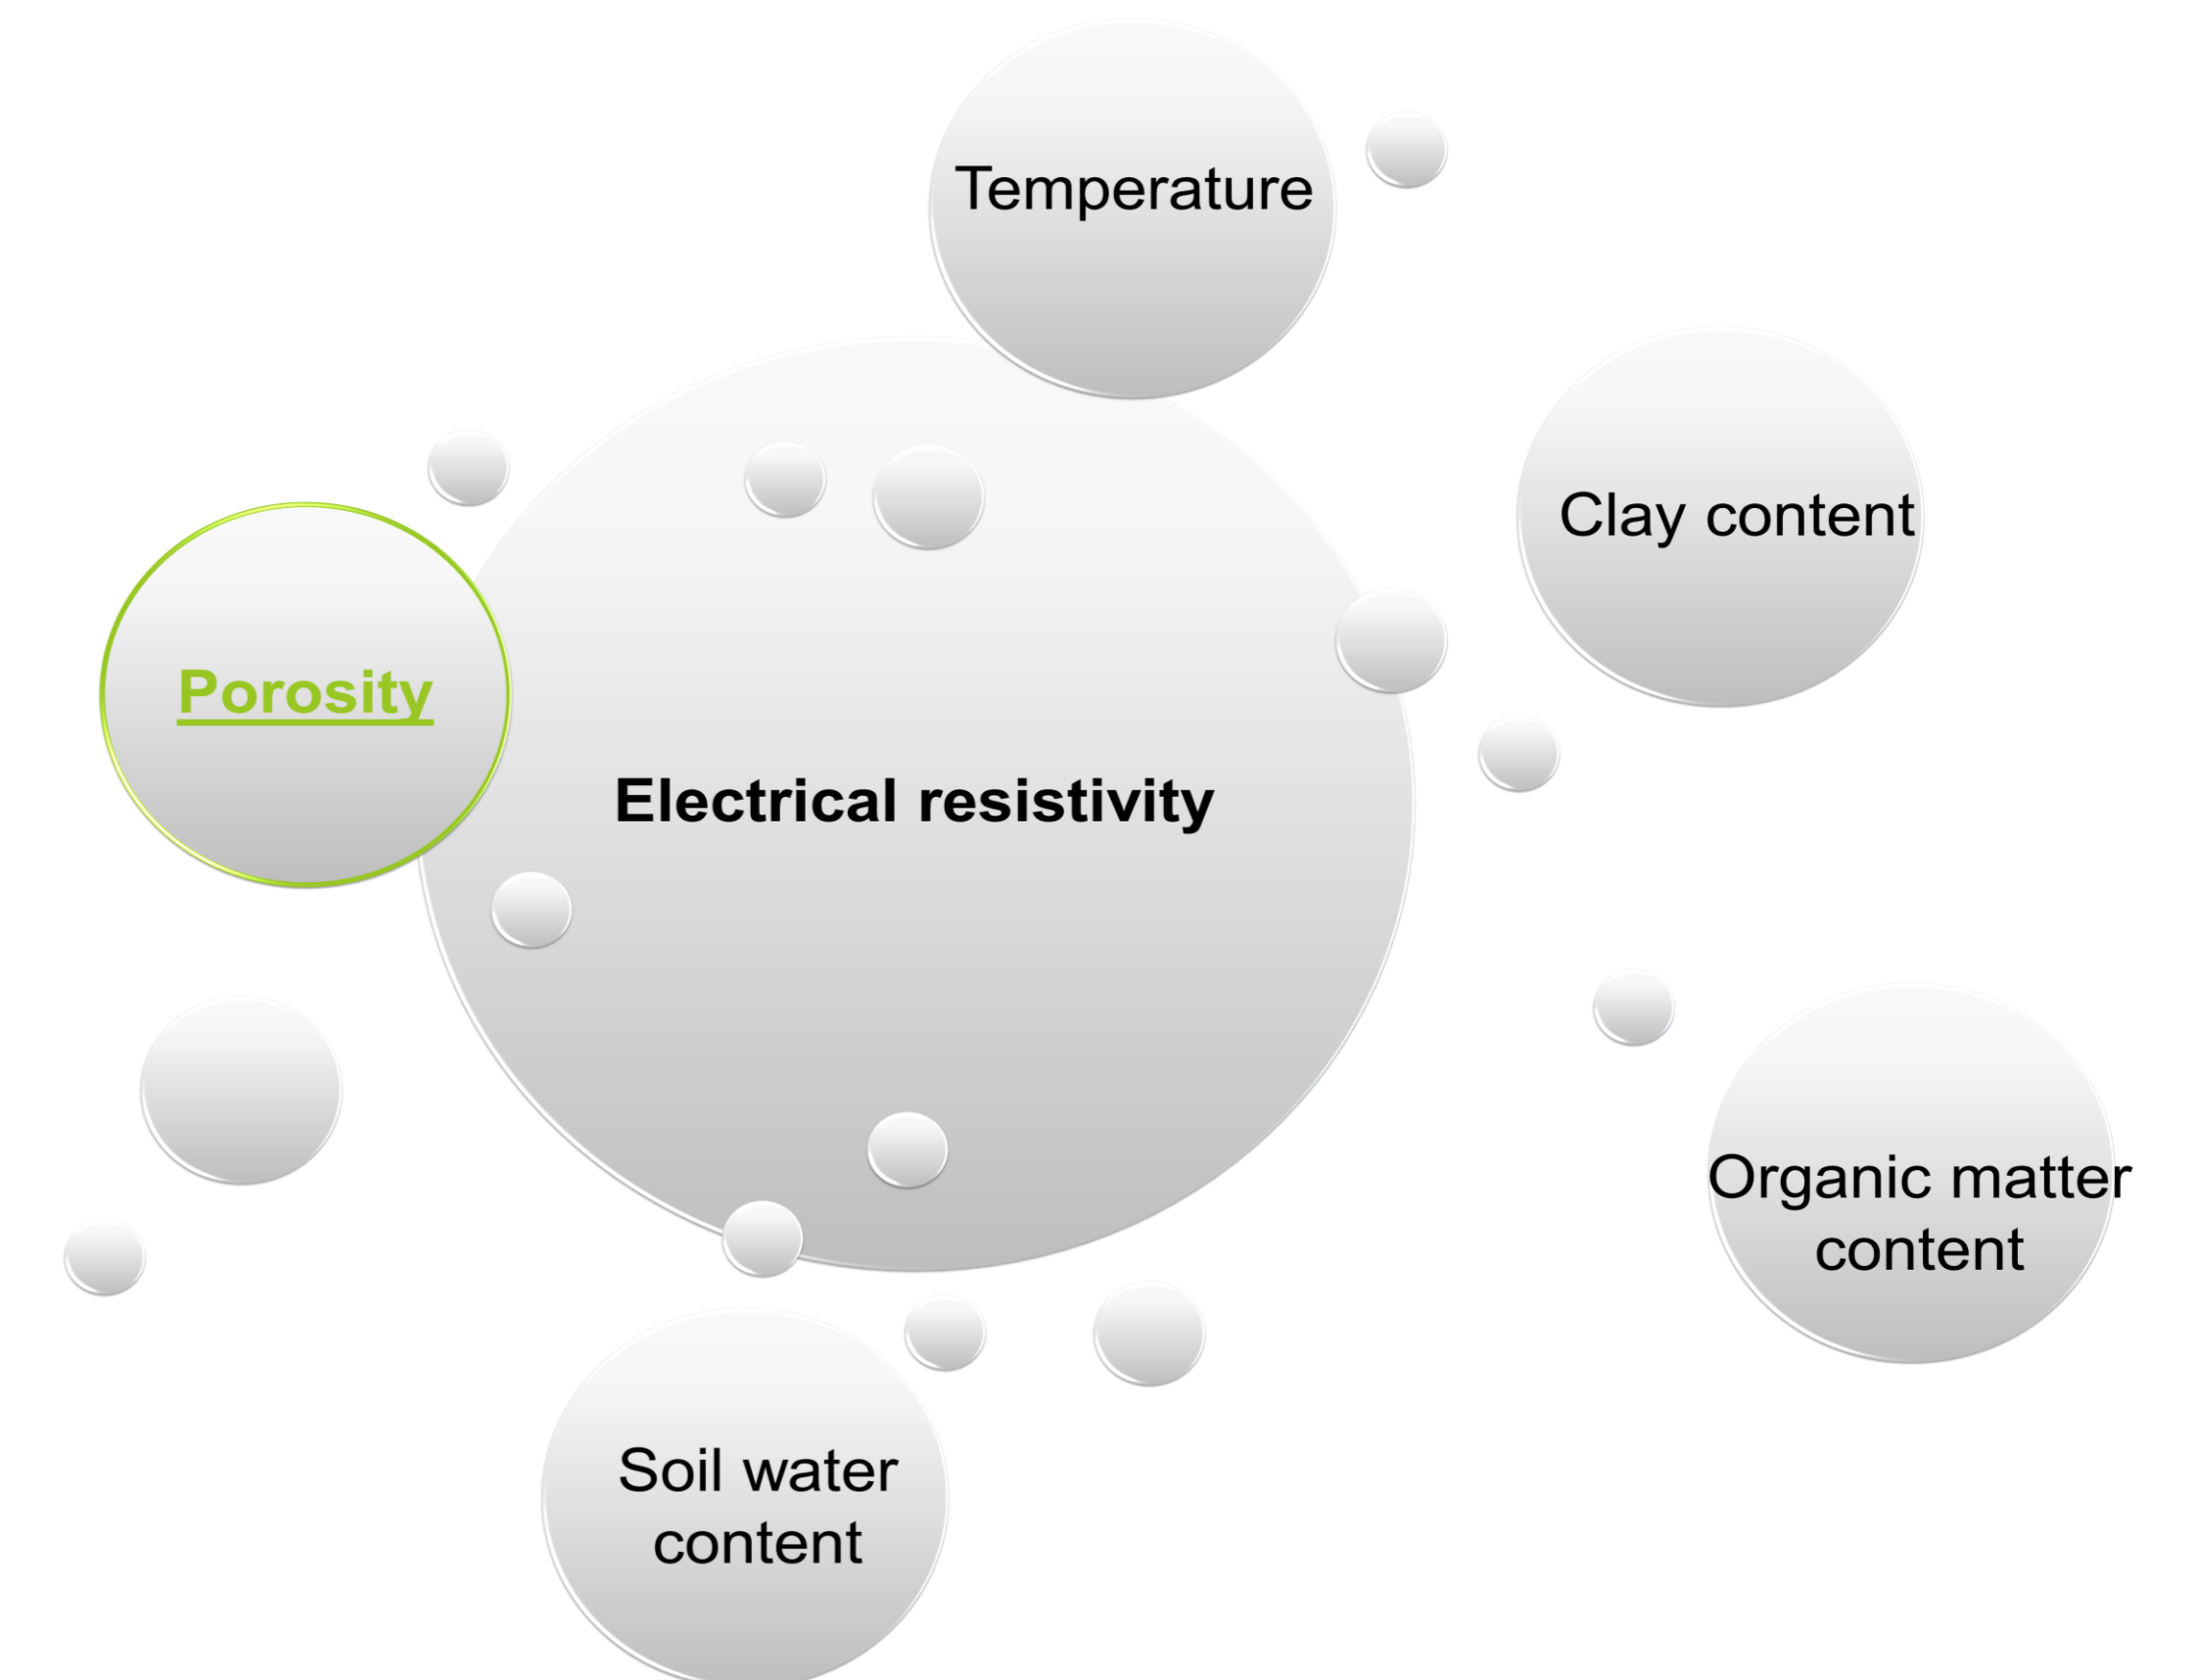 Temperature
Clay content
Porosity
Electrical resistivity
Organic matter
content
Soil water
content